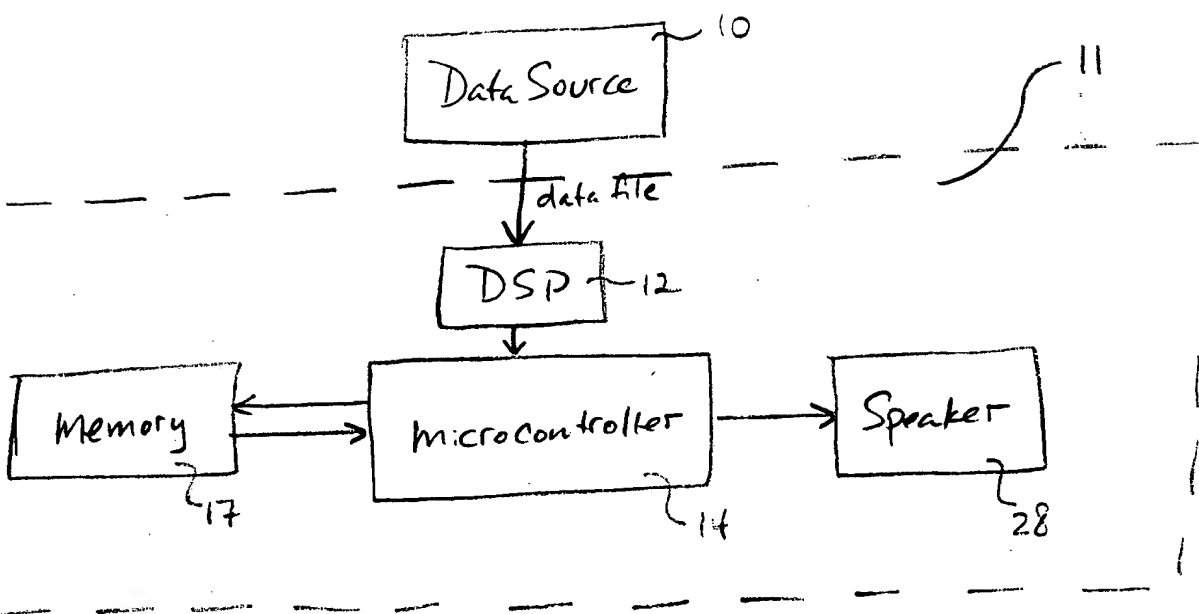 10
Data Source
11
data file
DSP
12
Memory
microcontroller
Speaker
17
14
28